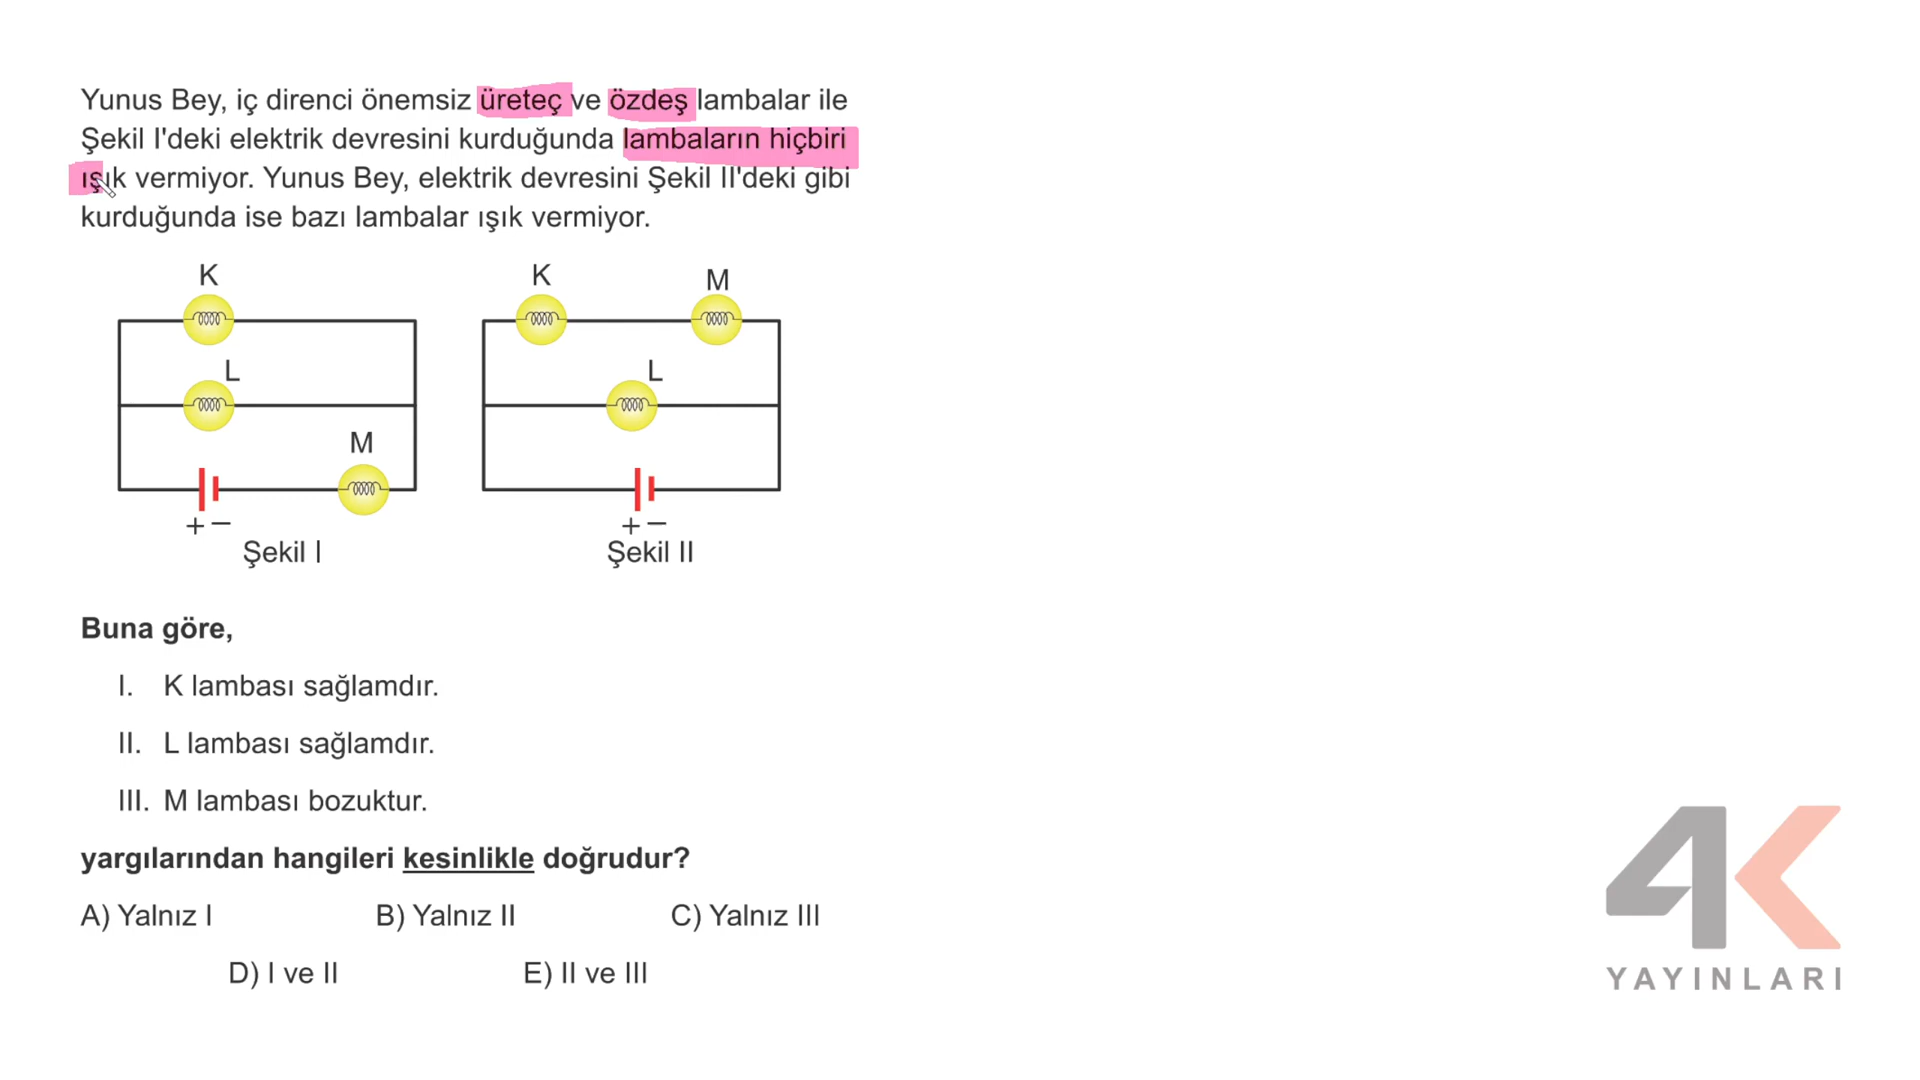 Yunus Bey, iç direnci önemsiz üreteç ve özdeş lambalar ile
Şekil I'deki elektrik devresini kurduğunda lambaların hiçbiri
ışık vermiyor. Yunus Bey, elektrik devresini Şekil II'deki gibi
kurduğunda ise bazı lambalar ışık vermiyor.
K
L
M
+ −
Şekil I
K
M
L
+ −
Şekil II
Buna göre,
I. K lambası sağlamdır.
II. L lambası sağlamdır.
III. M lambası bozuktur.
yargılarından hangileri kesinlikle doğrudur?
A) Yalnız I B) Yalnız II C) Yalnız III
D) I ve II E) II ve III
4K
YAYINLARI